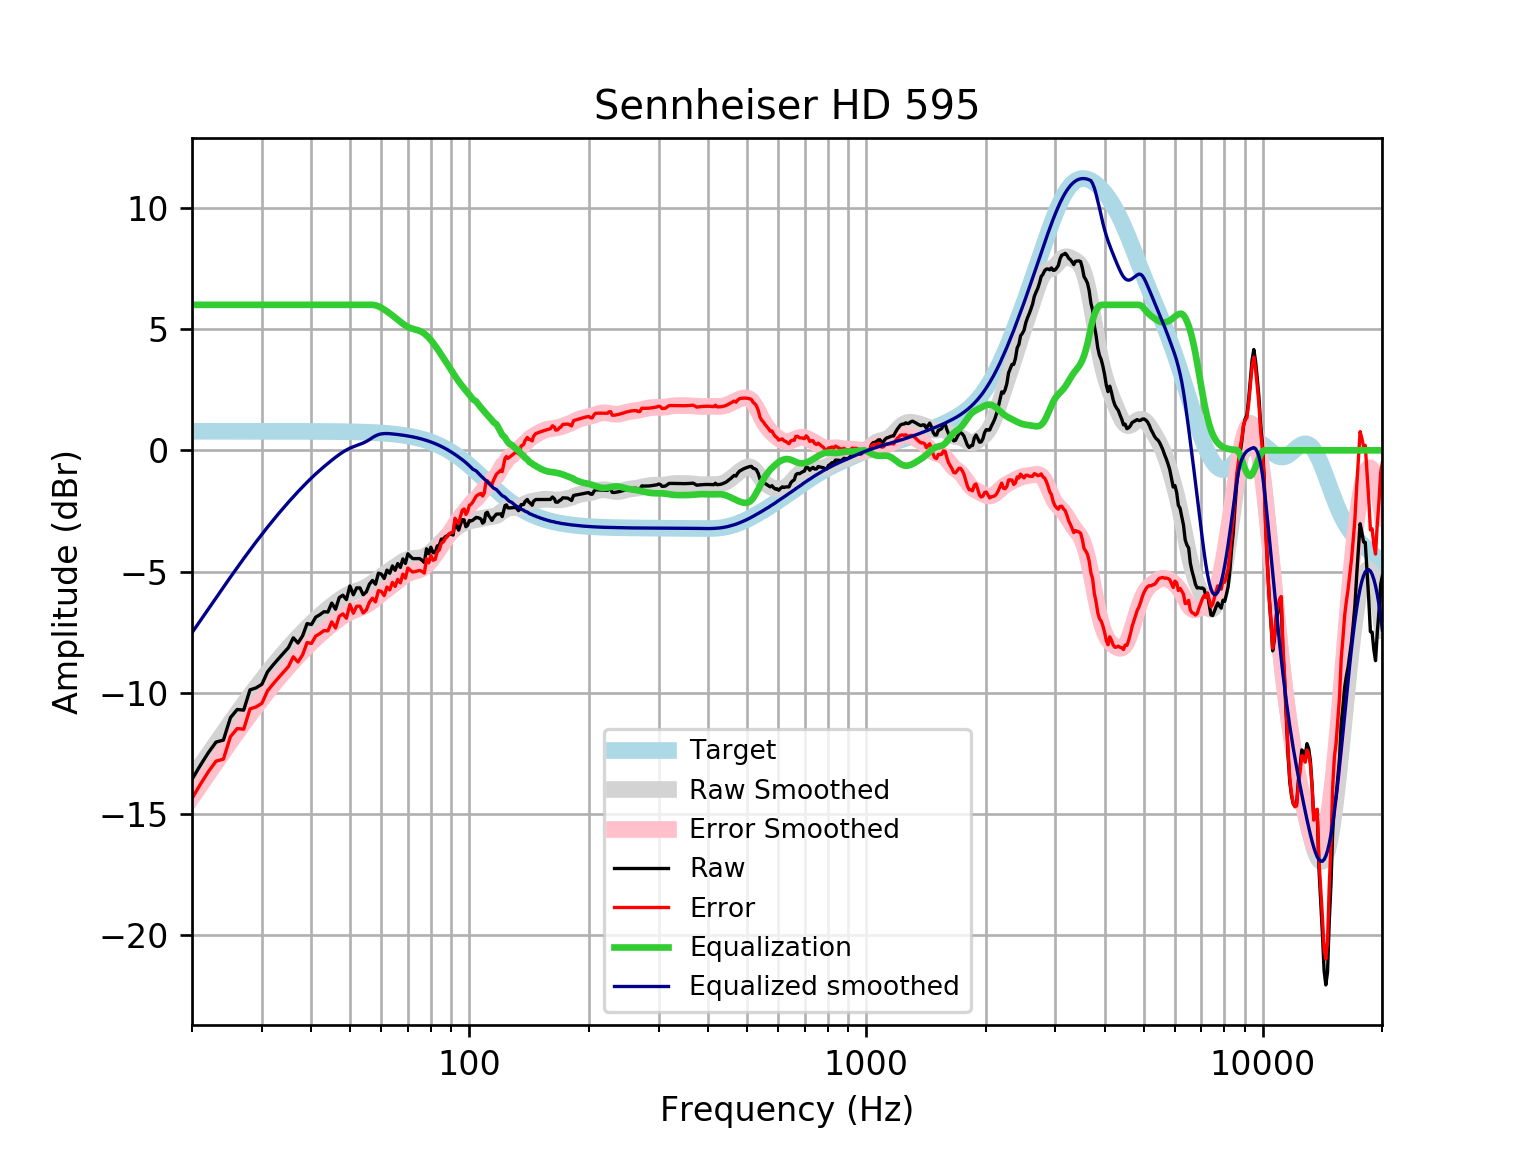 Sennheiser HD 595
10
5
0
−5
−10
−15
−20
Amplitude (dBr)
Target
Raw Smoothed
Error Smoothed
Raw
Error
Equalization
Equalized smoothed
100
1000
10000
Frequency (Hz)